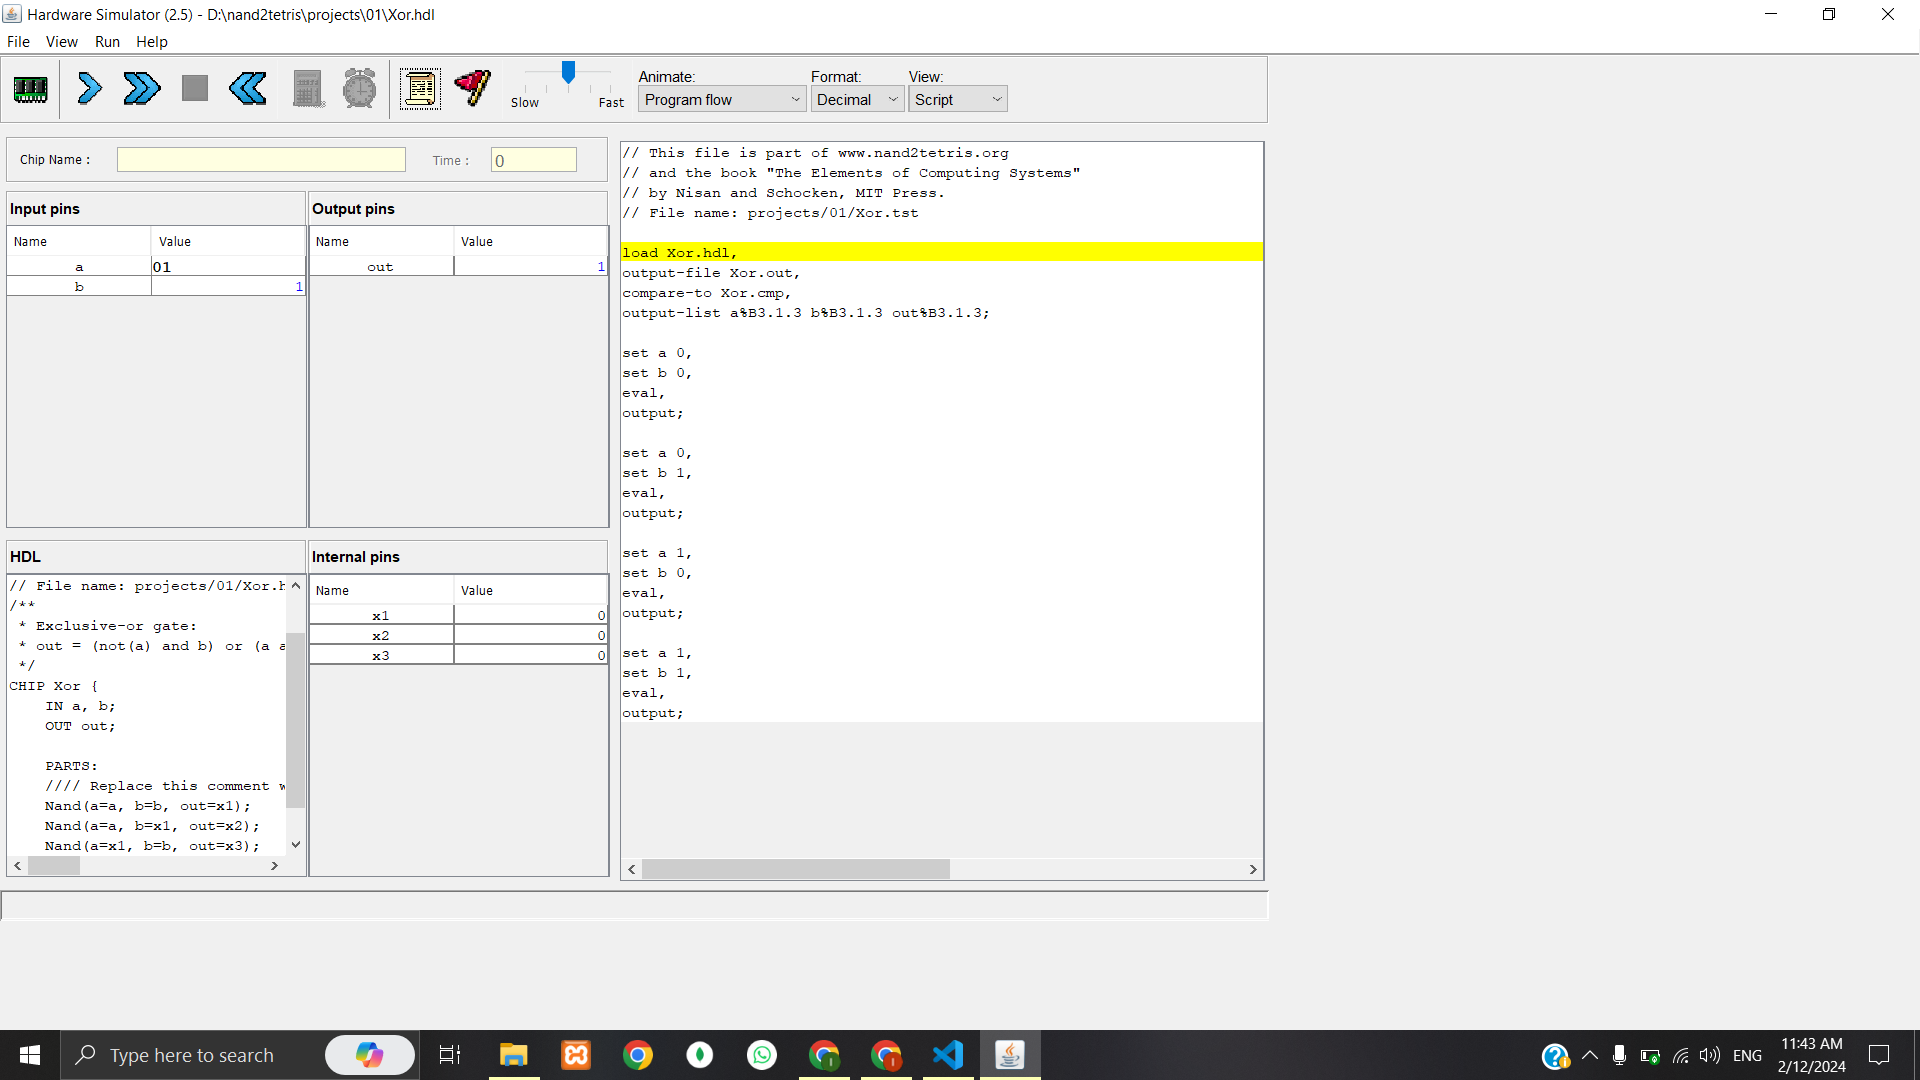 Hardware Simulator (2.5) - D:\nand2tetris\projects\01\Xor.hdl
File View Run Help
Slow Fast
Animate: Format: View:
Program flow Decimal Script
Chip Name : Time : 0
Input pins
Name Value
a 01
b 1
Output pins
Name Value
out 1
HDL
// File name: projects/01/Xor.h
/**
* Exclusive-or gate:
* out = (not(a) and b) or (a a
*/
CHIP Xor {
IN a, b;
OUT out;
PARTS:
//// Replace this comment w
Nand(a=a, b=b, out=x1);
Nand(a=a, b=x1, out=x2);
Nand(a=x1, b=b, out=x3);
Internal pins
Name Value
x1 0
x2 0
x3 0
// This file is part of www.nand2tetris.org
// and the book "The Elements of Computing Systems"
// by Nisan and Schocken, MIT Press.
// File name: projects/01/Xor.tst
load Xor.hdl,
output-file Xor.out,
compare-to Xor.cmp,
output-list a%B3.1.3 b%B3.1.3 out%B3.1.3;
set a 0,
set b 0,
eval,
output;
set a 0,
set b 1,
eval,
output;
set a 1,
set b 0,
eval,
output;
set a 1,
set b 1,
eval,
output;
Type here to search
ENG
11:43 AM
2/12/2024